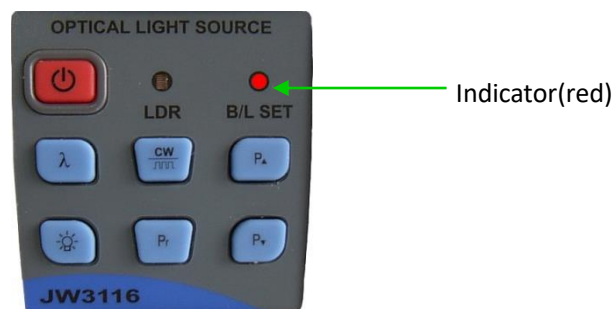 OPTICAL LIGHT SOURCE
LDR
B/L SET
Indicator(red)
λ
CW
P▲
Pr
P▼
JW3116